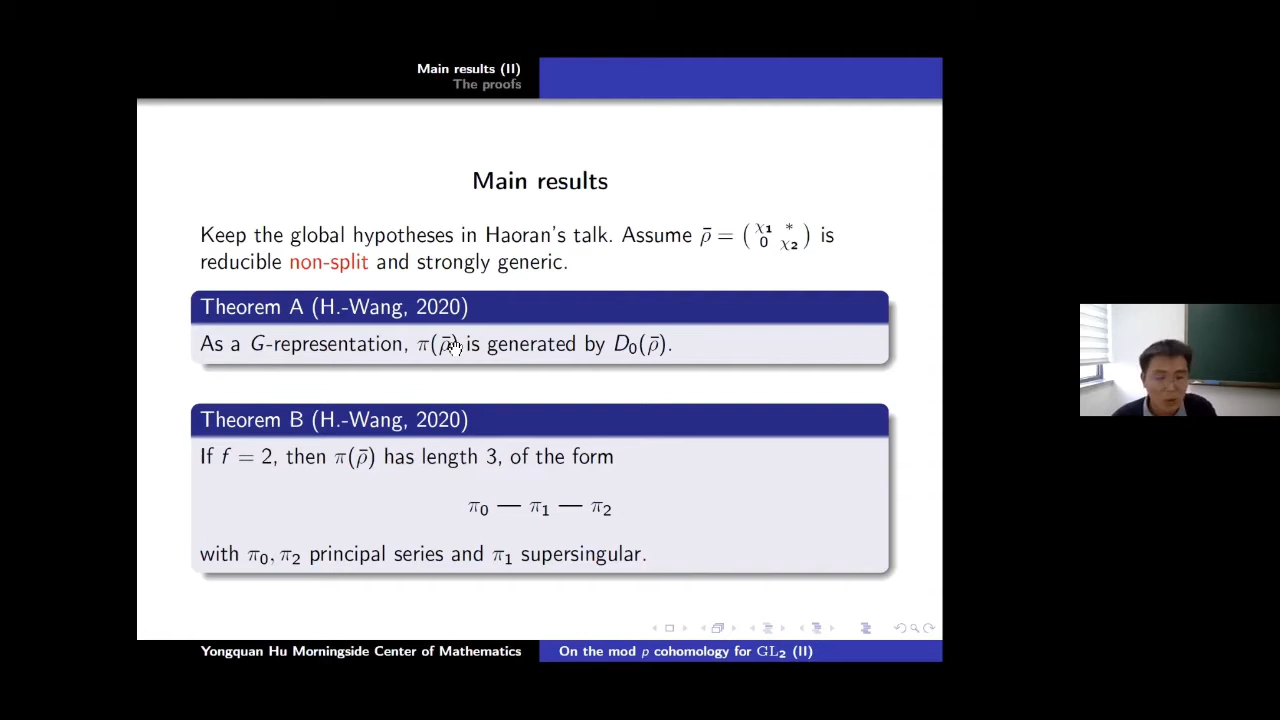 Main results (II)
The proofs
Main results
Keep the global hypotheses in Haoran's talk. Assume ρ̄ = ( χ₁ * ; 0 χ₂ ) is
reducible non-split and strongly generic.
Theorem A (H.-Wang, 2020)
As a G-representation, π(ρ̄) is generated by D₀(ρ̄).
Theorem B (H.-Wang, 2020)
If f = 2, then π(ρ̄) has length 3, of the form
π₀ — π₁ — π₂
with π₀, π₂ principal series and π₁ supersingular.
Yongquan Hu Morningside Center of Mathematics
On the mod p cohomology for GL₂ (II)